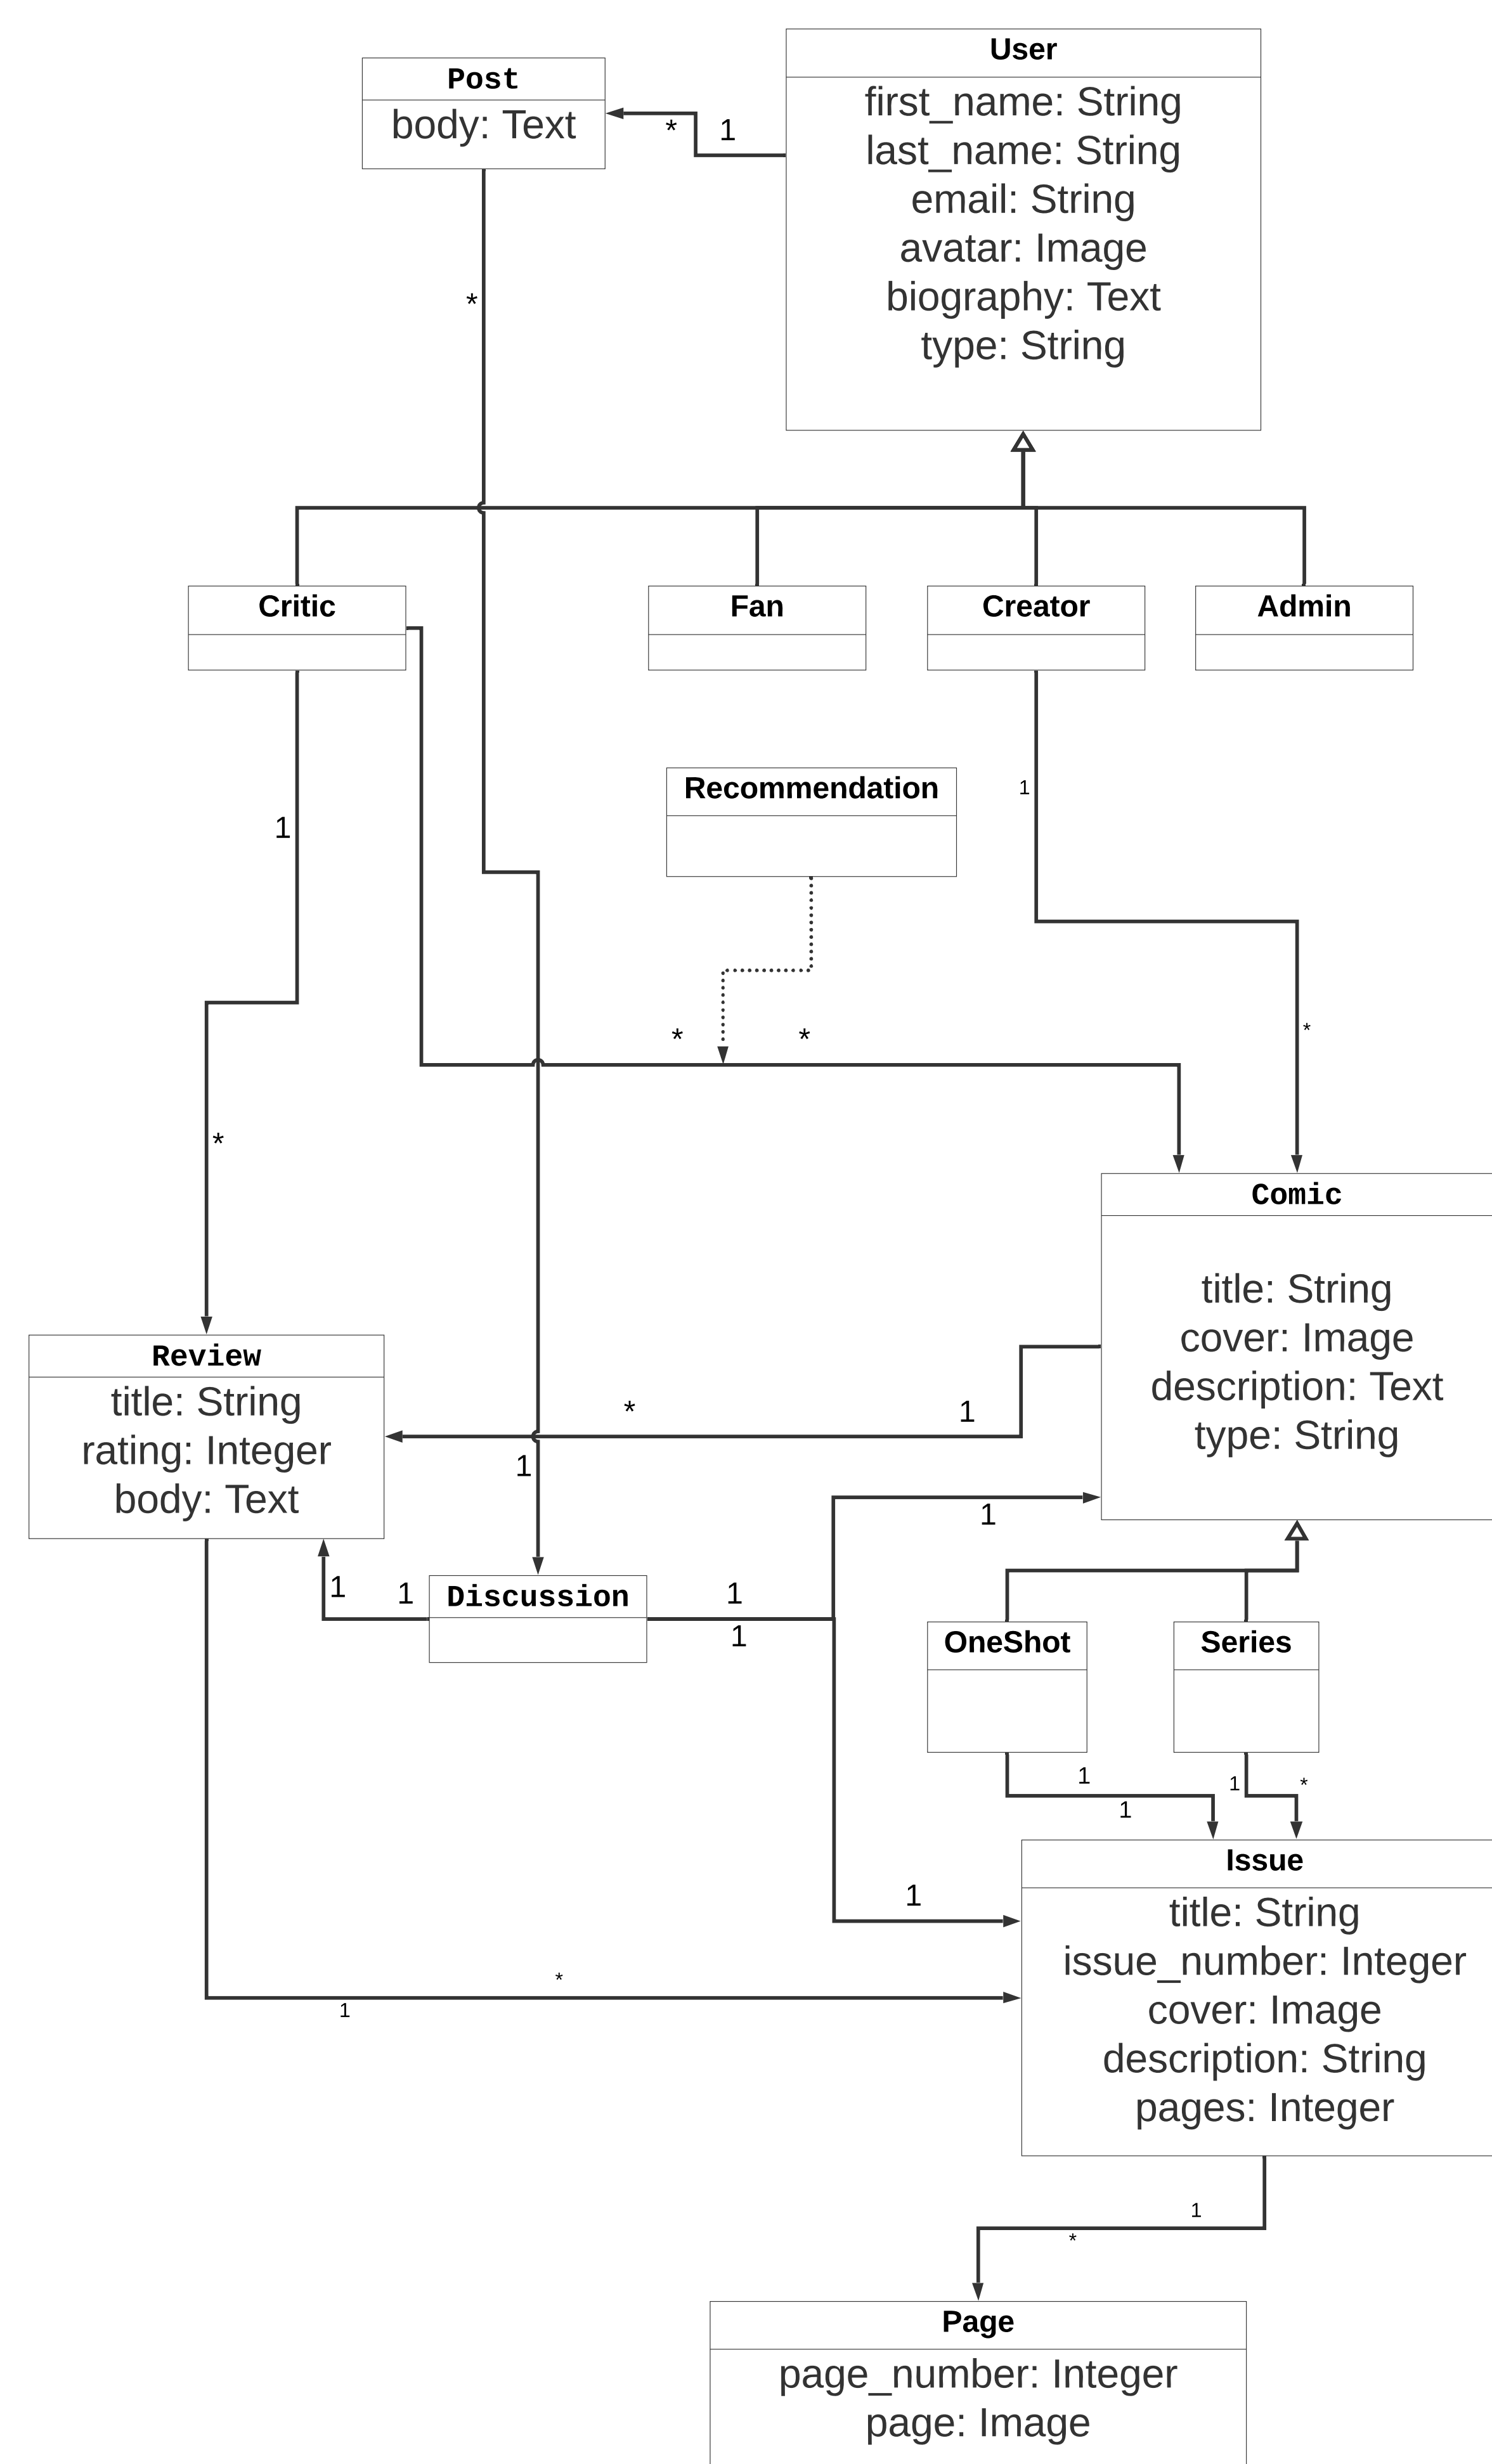 User
first_name: String
last_name: String
email: String
avatar: Image
biography: Text
type: String
Post
body: Text
* 1
*
Critic
Fan
Creator
Admin
Recommendation
1
1
* *
*
*
Comic
title: String
cover: Image
description: Text
type: String
Review
title: String
rating: Integer
body: Text
* 1
1
1
1 1
Discussion
1
1
OneShot
Series
1
1
1 *
Issue
title: String
issue_number: Integer
cover: Image
description: String
pages: Integer
1
*
1
1
*
Page
page_number: Integer
page: Image